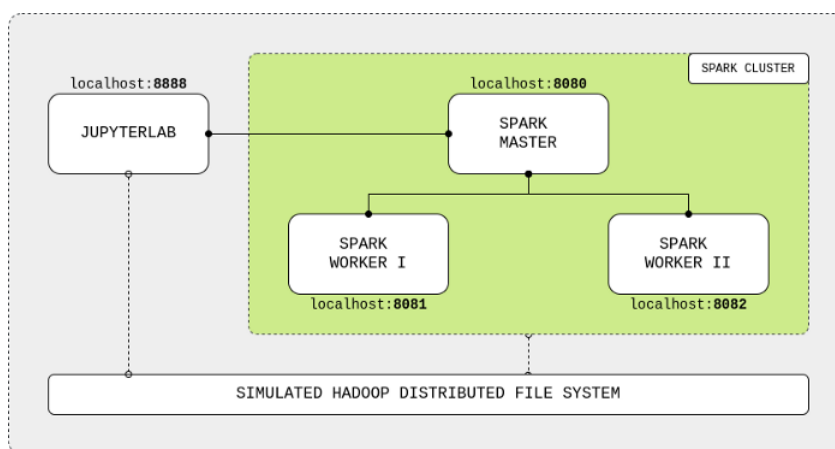 SPARK CLUSTER
localhost:8888
localhost:8080
JUPYTERLAB
SPARK
MASTER
SPARK
WORKER I
SPARK
WORKER II
localhost:8081
localhost:8082
SIMULATED HADOOP DISTRIBUTED FILE SYSTEM